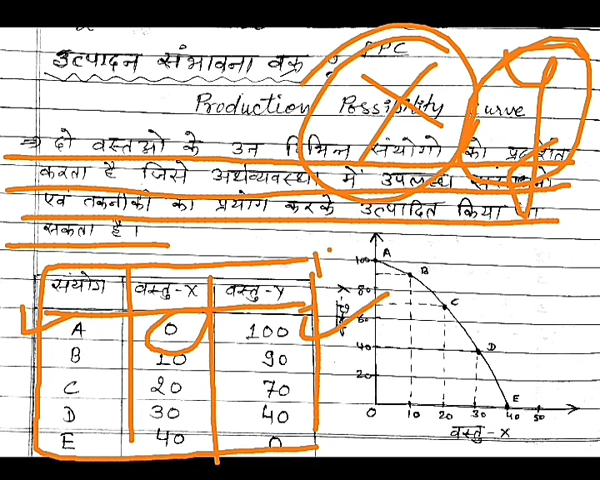 उत्पादन संभावना वक्र : PPC
Production Possibility Curve
⇒ दो वस्तुओ के उन विभिन्न संयोगो को प्रदर्शित
करता है जिसे अर्थव्यवस्था में उपलब्ध
एवं तकनीकी का प्रयोग करके उत्पादित किया जा
सकता है।
संयोग वस्तु-X वस्तु-Y
A 0 100
B 10 90
C 20 70
D 30 40
E 40 0
100
80
60
40
20
0 10 20 30 40 50
A
B
C
D
E
वस्तु-X